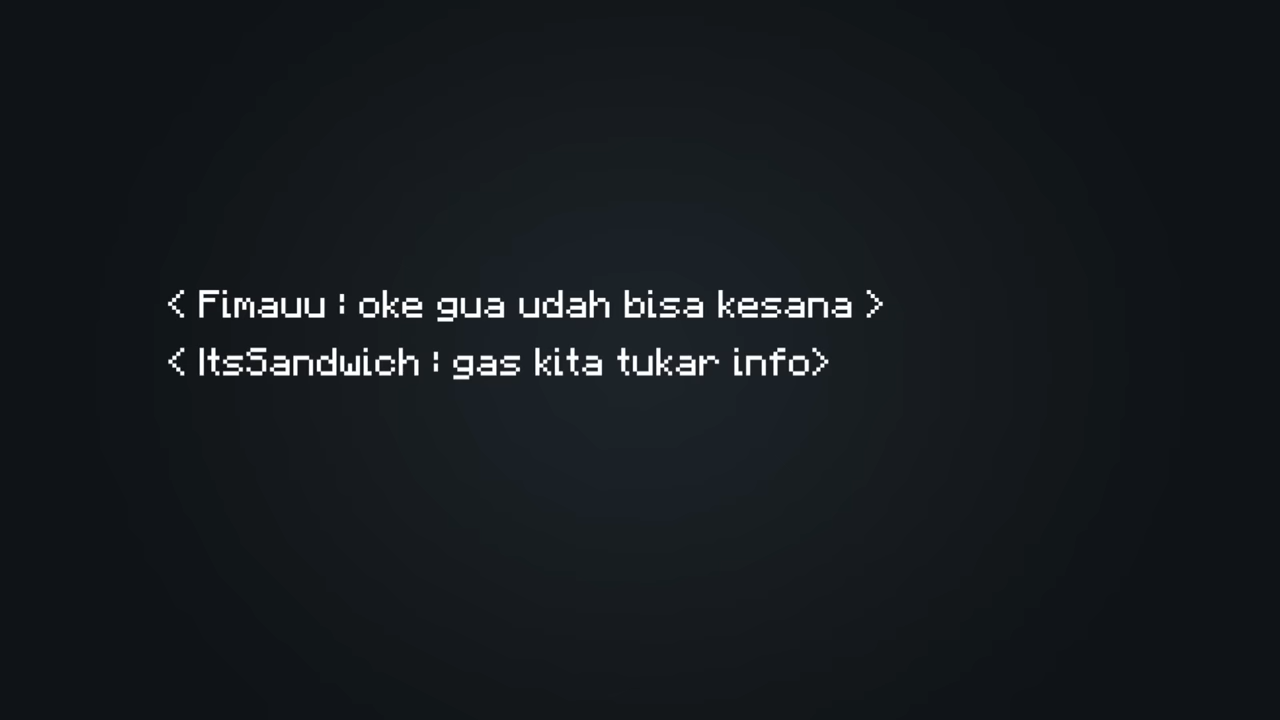 < Fimauu : oke gua udah bisa kesana >
< ItsSandwich : gas kita tukar info>